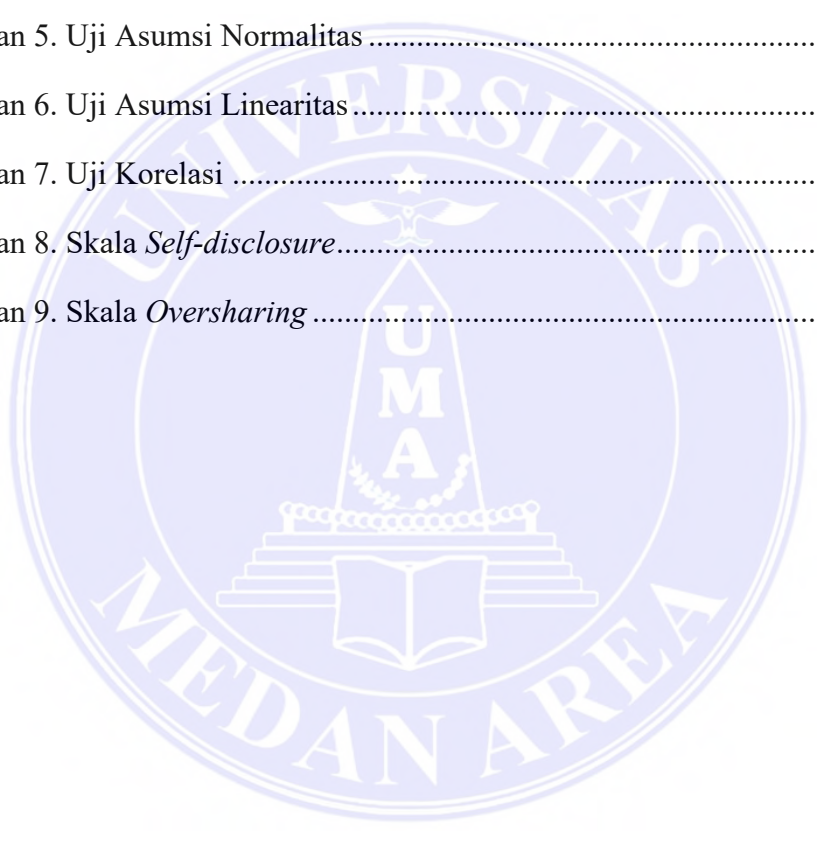 an 5. Uji Asumsi Normalitas ........................................................
an 6. Uji Asumsi Linearitas ..........................................................
an 7. Uji Korelasi .........................................................................
an 8. Skala Self-disclosure............................................................
an 9. Skala Oversharing ...............................................................
UNIVERSITAS
UMA
MEDAN AREA